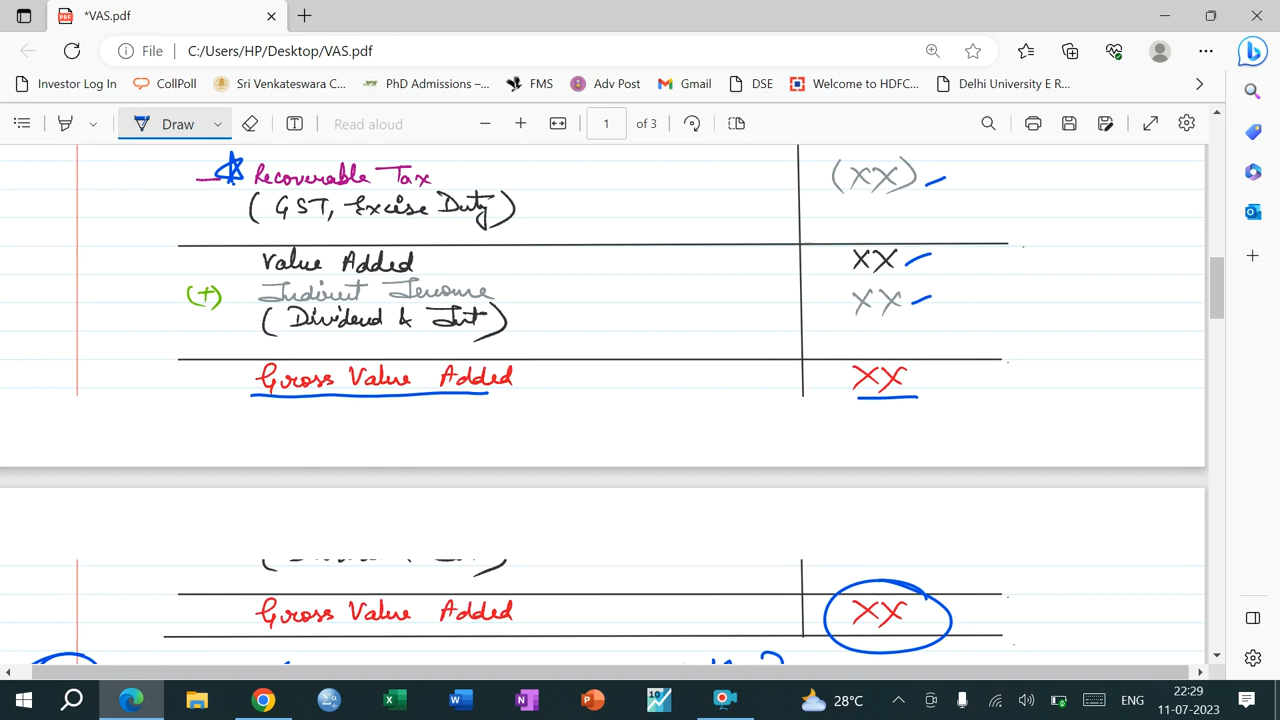 *VAS.pdf
File
C:/Users/HP/Desktop/VAS.pdf
Investor Log In
CollPoll
Sri Venkateswara C...
PhD Admissions –...
FMS
Adv Post
Gmail
DSE
Welcome to HDFC...
Delhi University E R...
Draw
Read aloud
1
of 3
Recoverable Tax (XX)
( GST, Excise Duty)
Value Added XX
(+) Indirect Income XX
( Dividend & Int)
Gross Value Added XX
Gross Value Added XX
28°C
ENG
22:29
11-07-2023